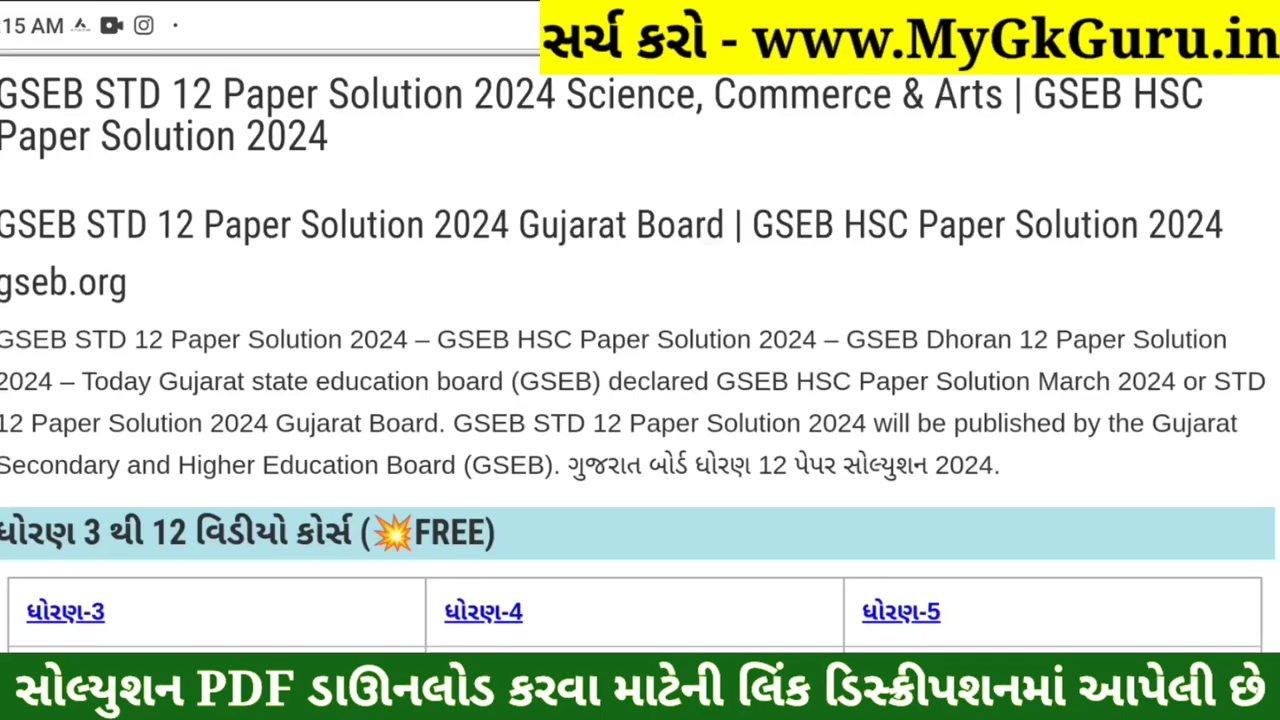 :15 AM
સર્ચ કરો - www.MyGkGuru.in
GSEB STD 12 Paper Solution 2024 Science, Commerce & Arts | GSEB HSC
Paper Solution 2024
GSEB STD 12 Paper Solution 2024 Gujarat Board | GSEB HSC Paper Solution 2024
gseb.org
GSEB STD 12 Paper Solution 2024 – GSEB HSC Paper Solution 2024 – GSEB Dhoran 12 Paper Solution
2024 – Today Gujarat state education board (GSEB) declared GSEB HSC Paper Solution March 2024 or STD
12 Paper Solution 2024 Gujarat Board. GSEB STD 12 Paper Solution 2024 will be published by the Gujarat
Secondary and Higher Education Board (GSEB). ગુજરાત બોર્ડ ધોરણ 12 પેપર સોલ્યુશન 2024.
ધોરણ 3 થી 12 વિડીયો કોર્સ (💥FREE)
ધોરણ-3 ધોરણ-4 ધોરણ-5
સોલ્યુશન PDF ડાઊનલોડ કરવા માટેની લિંક ડિસ્ક્રીપશનમાં આપેલી છે